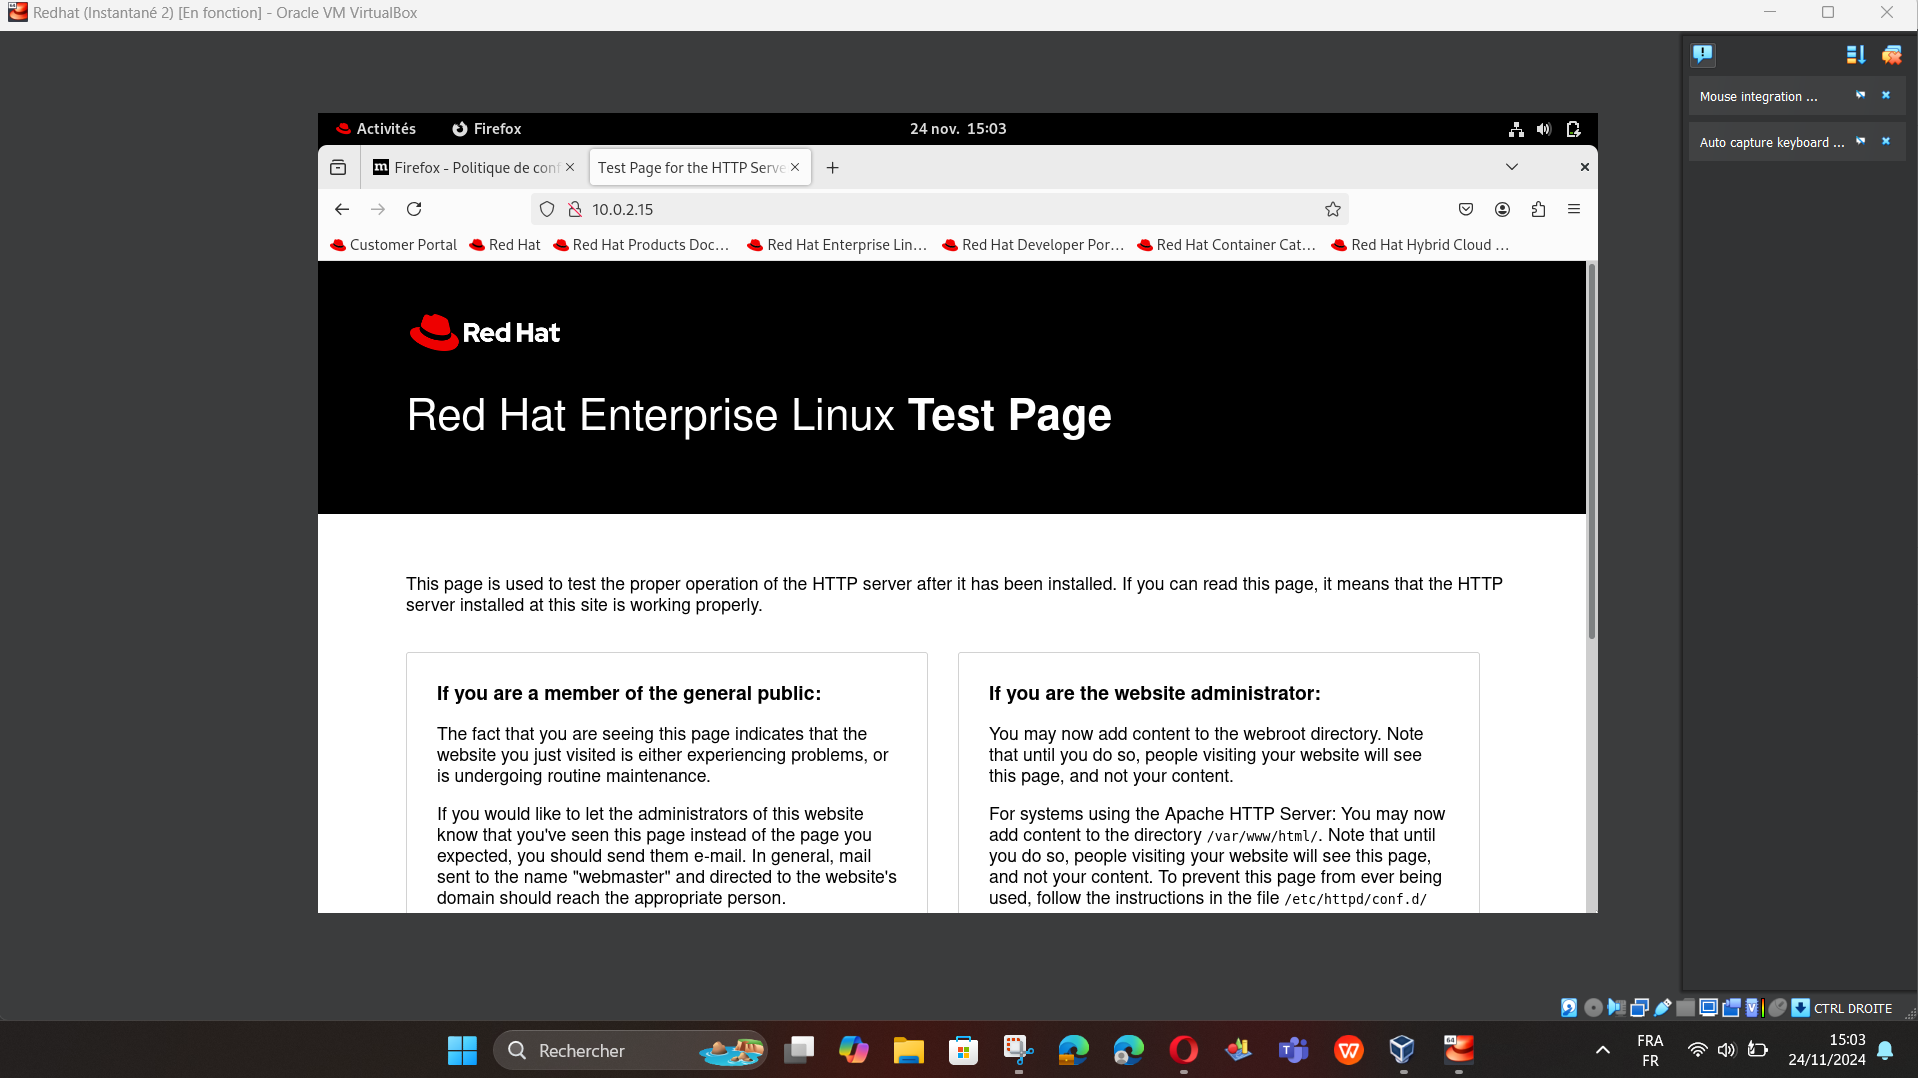 Redhat (Instantané 2) [En fonction] - Oracle VM VirtualBox
Mouse integration ...
Auto capture keyboard ...
Activités
Firefox
24 nov. 15:03
Firefox - Politique de conf
Test Page for the HTTP Serve
10.0.2.15
Customer Portal
Red Hat
Red Hat Products Doc...
Red Hat Enterprise Lin...
Red Hat Developer Por...
Red Hat Container Cat...
Red Hat Hybrid Cloud ...
Red Hat
Red Hat Enterprise Linux Test Page
This page is used to test the proper operation of the HTTP server after it has been installed. If you can read this page, it means that the HTTP
server installed at this site is working properly.
If you are a member of the general public:
The fact that you are seeing this page indicates that the
website you just visited is either experiencing problems, or
is undergoing routine maintenance.
If you would like to let the administrators of this website
know that you've seen this page instead of the page you
expected, you should send them e-mail. In general, mail
sent to the name "webmaster" and directed to the website's
domain should reach the appropriate person.
If you are the website administrator:
You may now add content to the webroot directory. Note
that until you do so, people visiting your website will see
this page, and not your content.
For systems using the Apache HTTP Server: You may now
add content to the directory /var/www/html/. Note that until
you do so, people visiting your website will see this page,
and not your content. To prevent this page from ever being
used, follow the instructions in the file /etc/httpd/conf.d/
CTRL DROITE
Rechercher
FRA
FR
15:03
24/11/2024